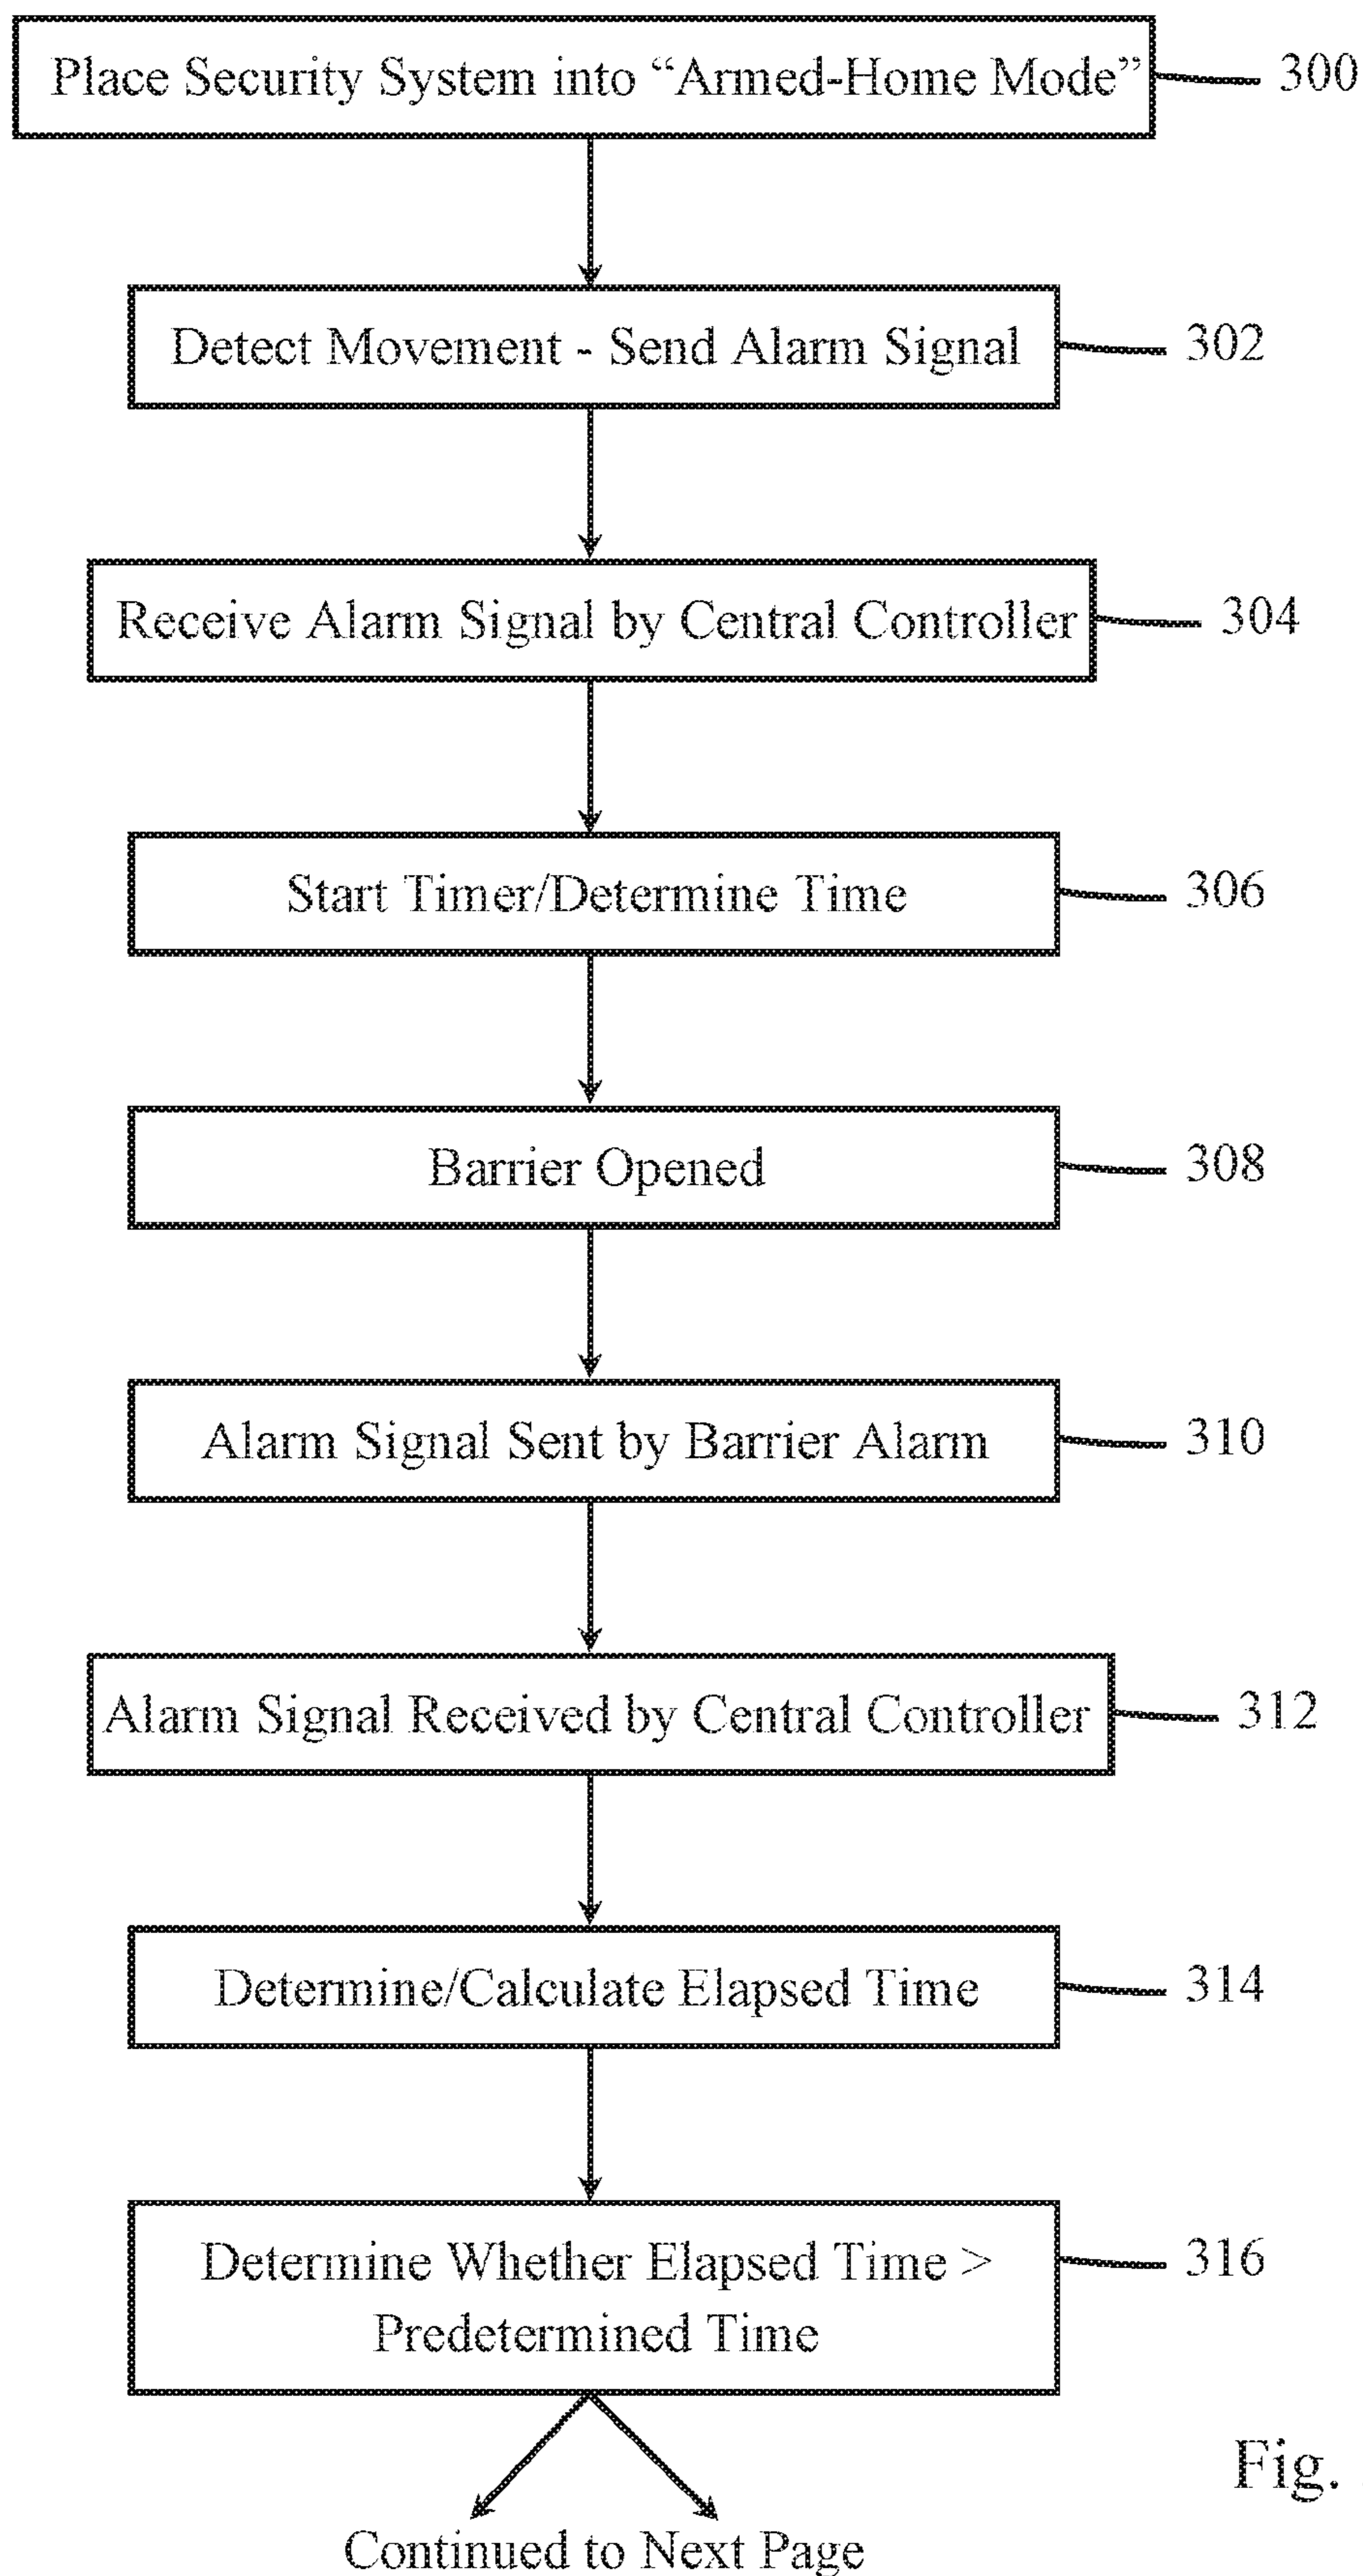 Place Security System into “Armed-Home Mode”
300
Detect Movement - Send Alarm Signal
302
Receive Alarm Signal by Central Controller
304
Start Timer/Determine Time
306
Barrier Opened
308
Alarm Signal Sent by Barrier Alarm
310
Alarm Signal Received by Central Controller
312
Determine/Calculate Elapsed Time
314
Determine Whether Elapsed Time >
Predetermined Time
316
Fig.
Continued to Next Page